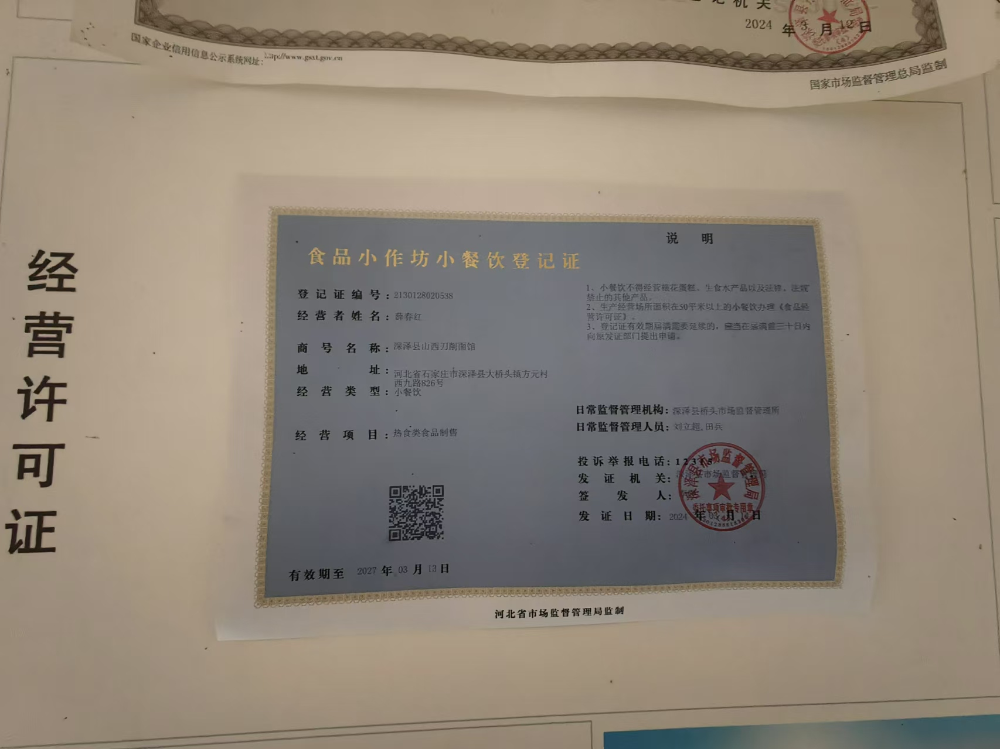 记机关
2024 年 3 月 12 日
国家企业信用信息公示系统网址: http://www.gsxt.gov.cn
国家市场监督管理总局监制
经营许可证
食品小作坊小餐饮登记证
登记证编号: 2130128020538
经营者姓名: 薛春红
商号名称: 深泽县山西刀削面馆
地址: 河北省石家庄市深泽县大桥头镇方元村
西九路826号
经营类型: 小餐饮
经营项目: 热食类食品制售
有效期至 2027 年 03 月 13 日
说 明
1、小餐饮不得经营裱花蛋糕、生食水产品以及法律、法规
禁止的其他产品。
2、生产经营场所面积在50平米以上的小餐饮办理《食品经
营许可证》。
3、登记证有效期届满需要延续的,应当在届满前三十日内
向原发证部门提出申请。
日常监督管理机构: 深泽县桥头市场监督管理所
日常监督管理人员: 刘立超,田兵
投诉举报电话: 12315
发证机关: 深泽县市场监督管理局
签发人:
发证日期: 2024 年 03 月 日
深泽县市场监督管理局
委托事项审批专用章
(4)
河北省市场监督管理局监制